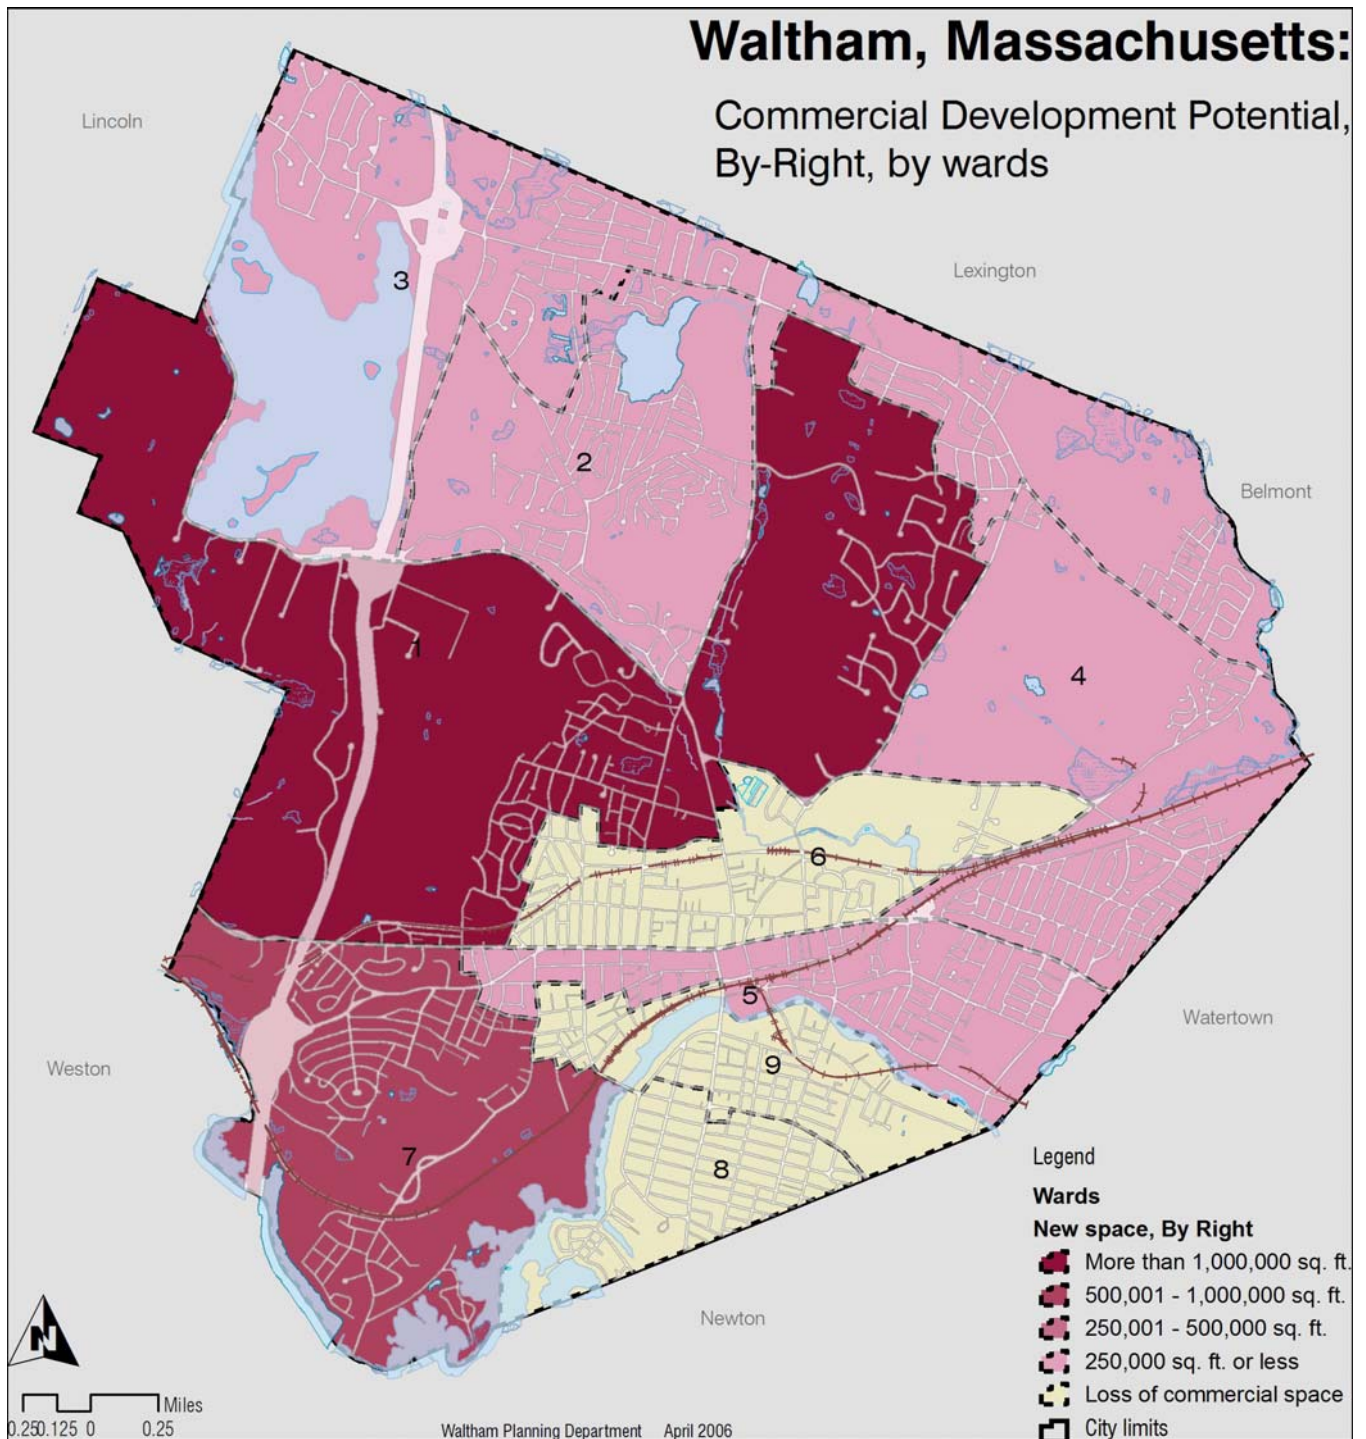 Waltham, Massachusetts:
Commercial Development Potential,
By-Right, by wards
Lincoln
Lexington
3
2
Belmont
1
4
6
5
Watertown
Weston
9
7
8
Newton
Legend
Wards
New space, By Right
More than 1,000,000 sq. ft.
500,001 - 1,000,000 sq. ft.
250,001 - 500,000 sq. ft.
250,000 sq. ft. or less
Loss of commercial space
City limits
N
Miles
0.25 0.125 0 0.25
Waltham Planning Department April 2006